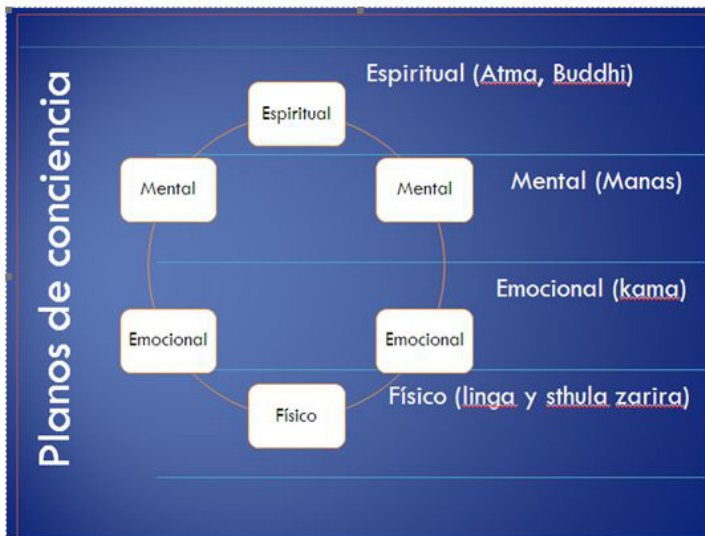 Planos de conciencia
Espiritual (Atma, Buddhi)
Espiritual
Mental
Mental
Mental (Manas)
Emocional (kama)
Emocional
Emocional
Físico (linga y sthula zarira)
Físico